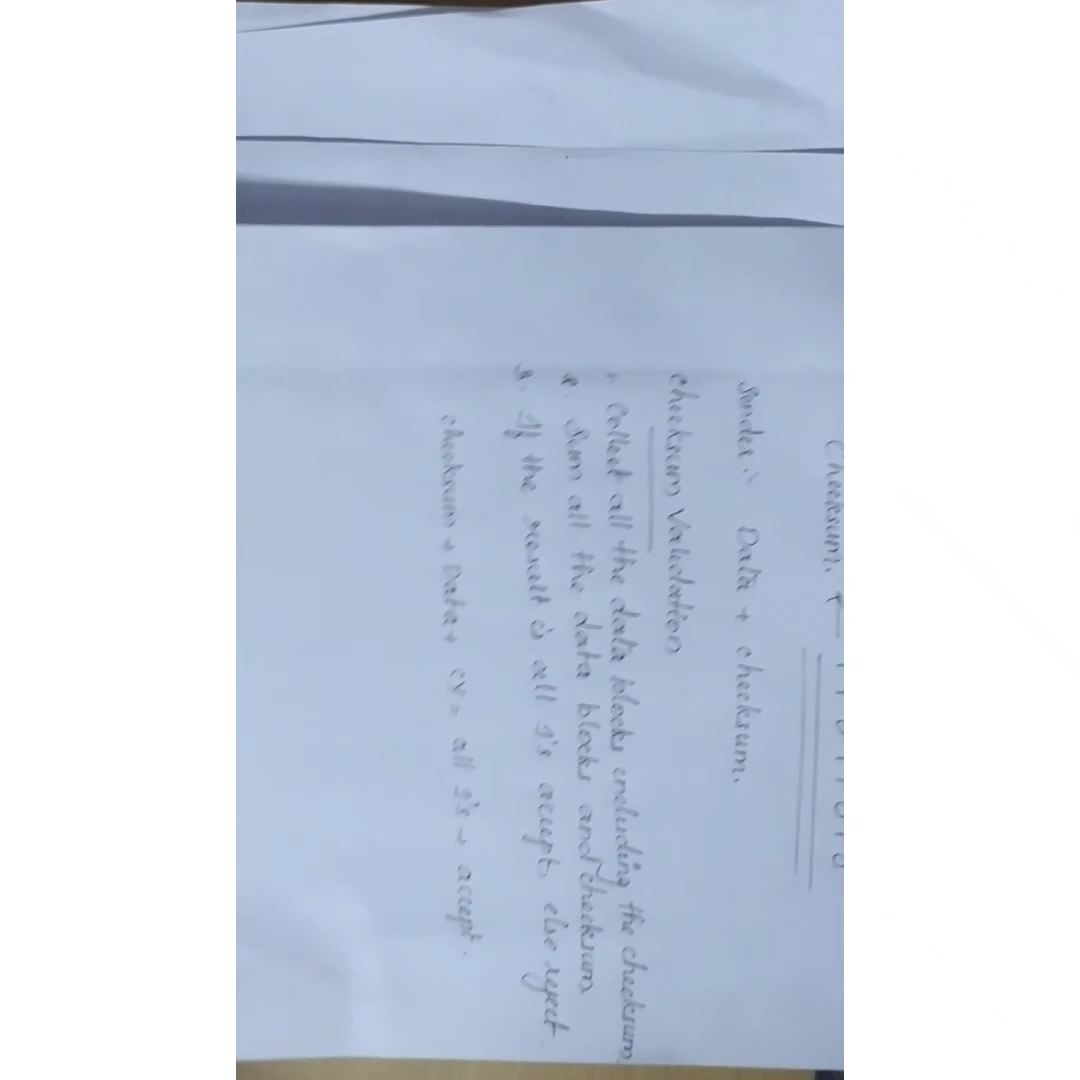 Checksum.
Sender :- Data + checksum.
Checksum Validation
1. Collect all the data blocks including the checksum.
2. Sum all the data blocks and checksum
3. If the result is all 1's accept, else reject.
checksum + Data + = all 1's → accept.